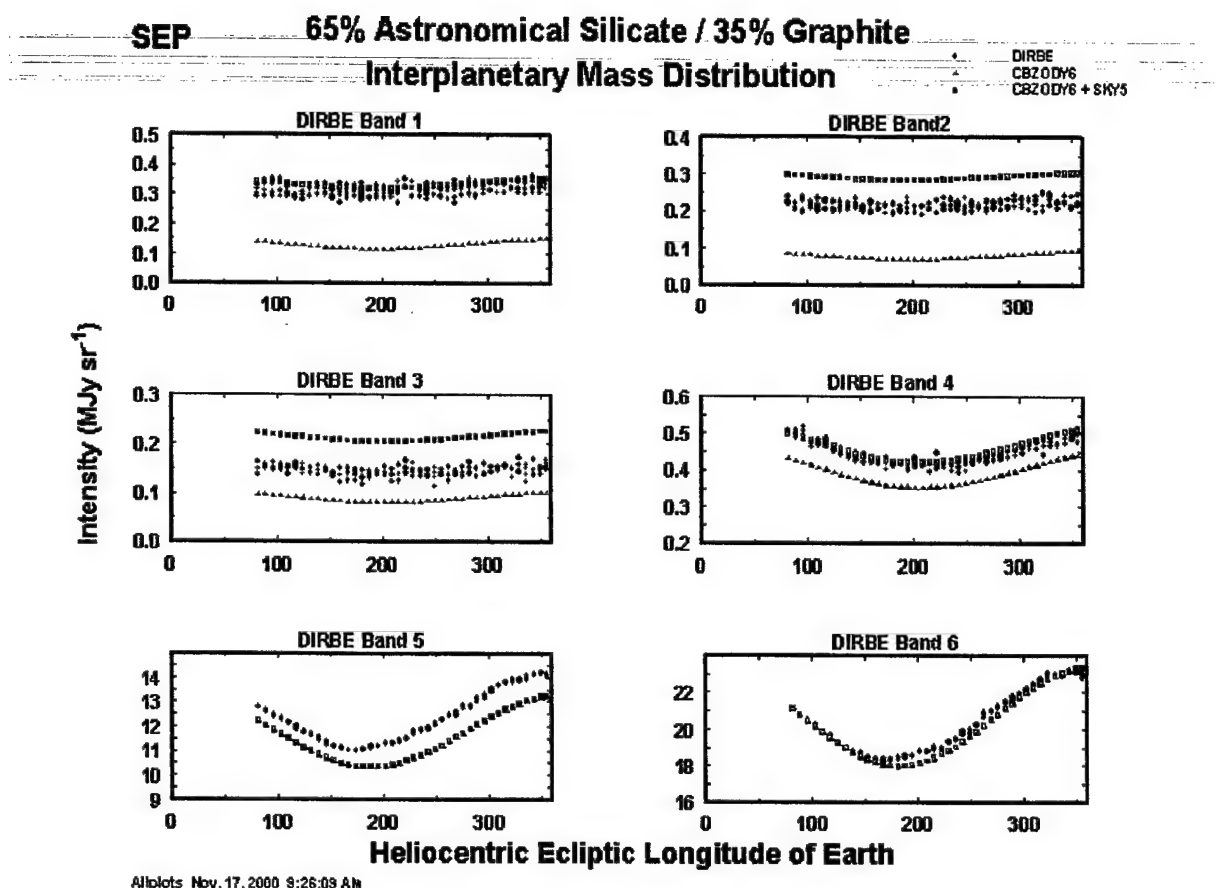 SEP
65% Astronomical Silicate / 35% Graphite
Interplanetary Mass Distribution
DIRBE
CBZODY6
CBZODY6 + SKY5
DIRBE Band 1
0.5
0.4
0.3
0.2
0.1
0.0
0 100 200 300
DIRBE Band2
0.4
0.3
0.2
0.1
0.0
0 100 200 300
Intensity (MJy sr-1)
DIRBE Band 3
0.3
0.2
0.1
0.0
0 100 200 300
DIRBE Band 4
0.6
0.5
0.4
0.3
0.2
0 100 200 300
DIRBE Band 5
14
13
12
11
10
9
0 100 200 300
DIRBE Band 6
22
20
18
16
0 100 200 300
Heliocentric Ecliptic Longitude of Earth
Allplots Nov. 17, 2000 9:26:09 AM